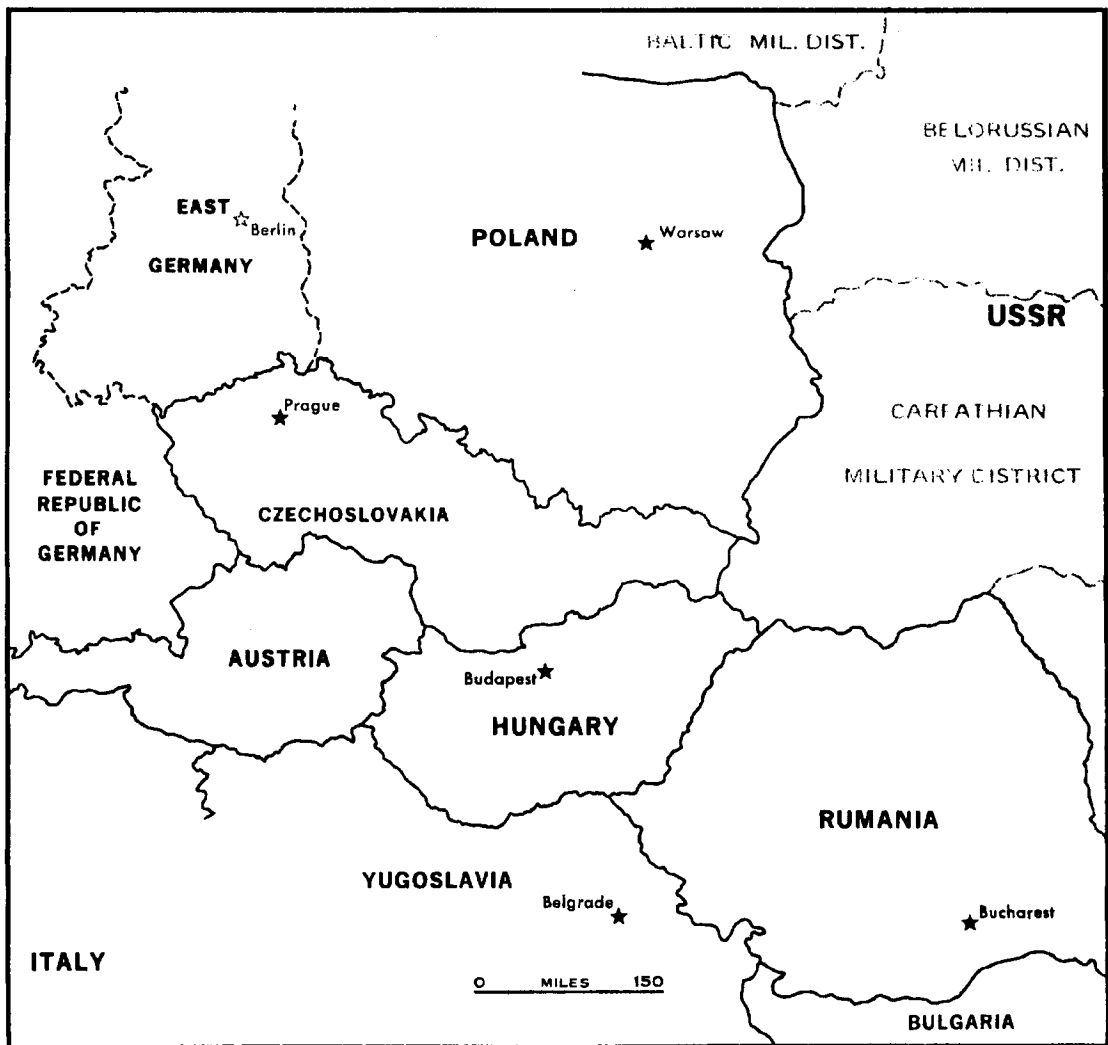 BALTIC MIL. DIST.
BELORUSSIAN
MIL. DIST.
EAST
Berlin
GERMANY
POLAND
Warsaw
USSR
Prague
CARPATHIAN
MILITARY DISTRICT
FEDERAL
REPUBLIC
OF
GERMANY
CZECHOSLOVAKIA
AUSTRIA
Budapest
HUNGARY
RUMANIA
YUGOSLAVIA
Belgrade
Bucharest
ITALY
0 MILES 150
BULGARIA